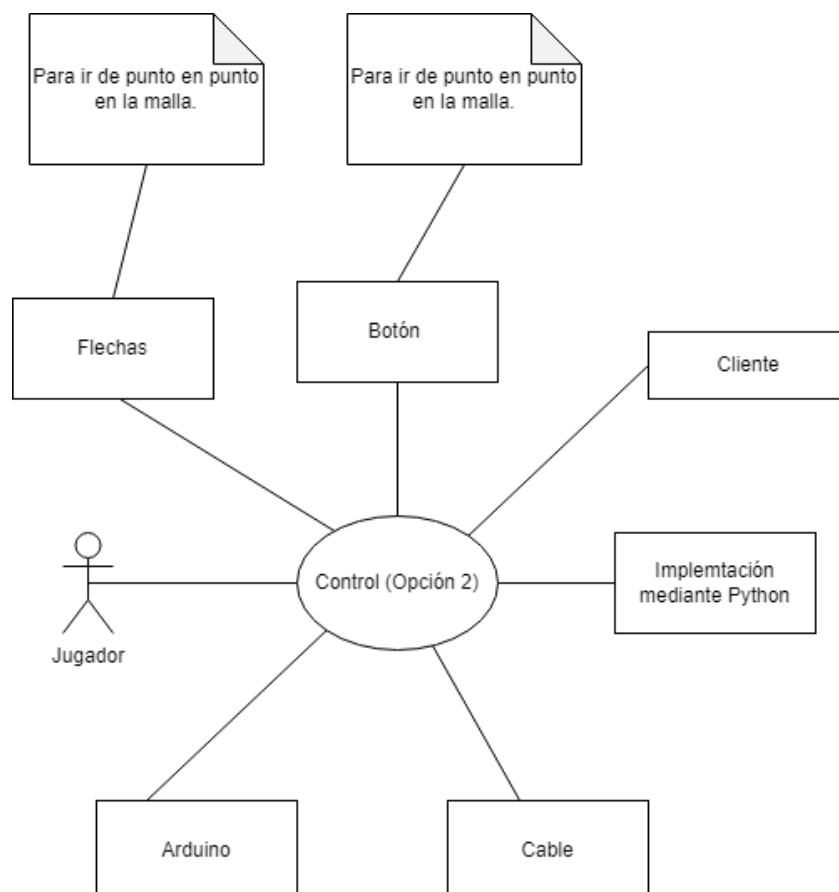 Para ir de punto en punto
en la malla.
Para ir de punto en punto
en la malla.
Flechas
Botón
Cliente
Control (Opción 2)
Implemtación
mediante Python
Jugador
Arduino
Cable